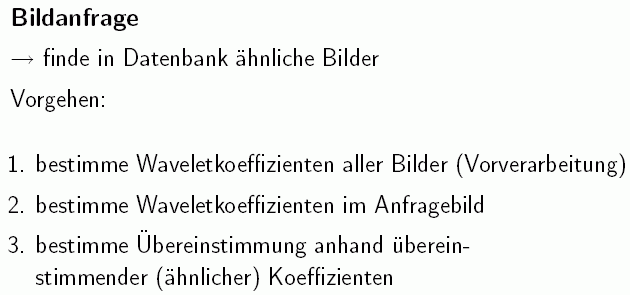 Bildanfrage
→ finde in Datenbank ähnliche Bilder
Vorgehen:
1. bestimme Waveletkoeffizienten aller Bilder (Vorverarbeitung)
2. bestimme Waveletkoeffizienten im Anfragebild
3. bestimme Übereinstimmung anhand überein-
stimmender (ähnlicher) Koeffizienten